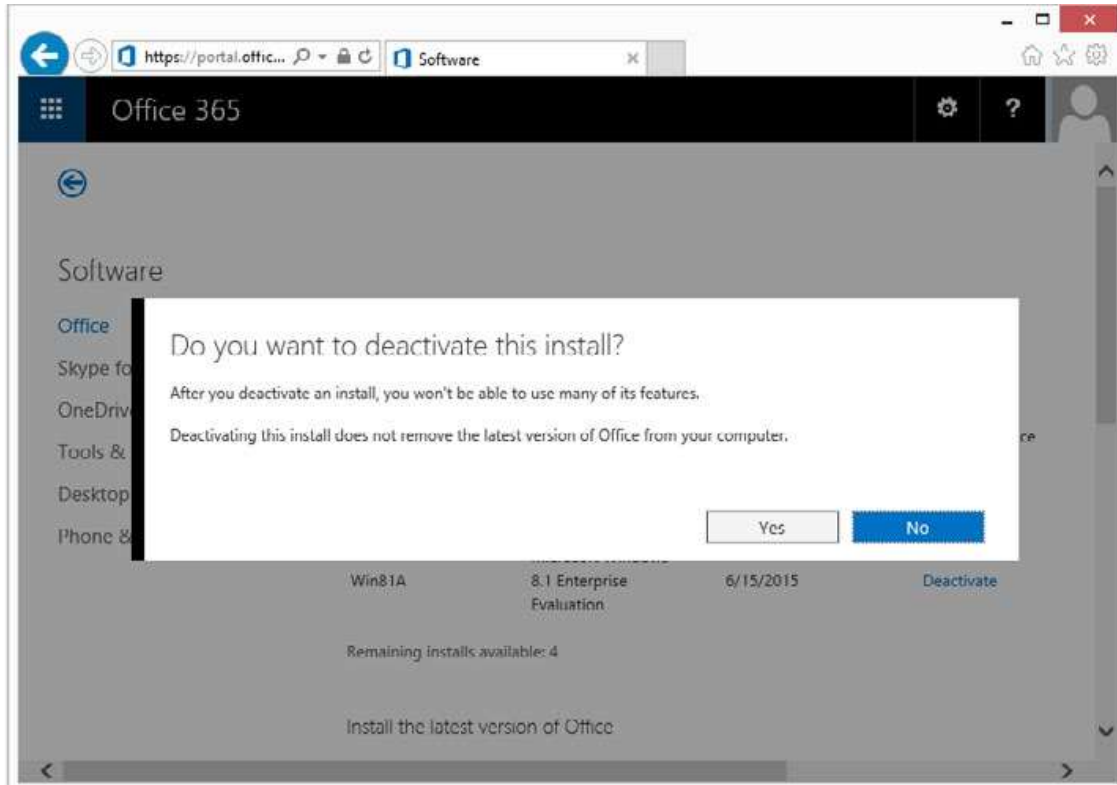 https://portal.offic...
Software
Office 365
?
Software
Office
Skype fo
OneDriv
Tools &
Desktop
Phone &
Do you want to deactivate this install?
After you deactivate an install, you won't be able to use many of its features.
Deactivating this install does not remove the latest version of Office from your computer.
ce
Yes
No
Win81A
8.1 Enterprise
Evaluation
6/15/2015
Deactivate
Remaining installs available: 4
Install the latest version of Office